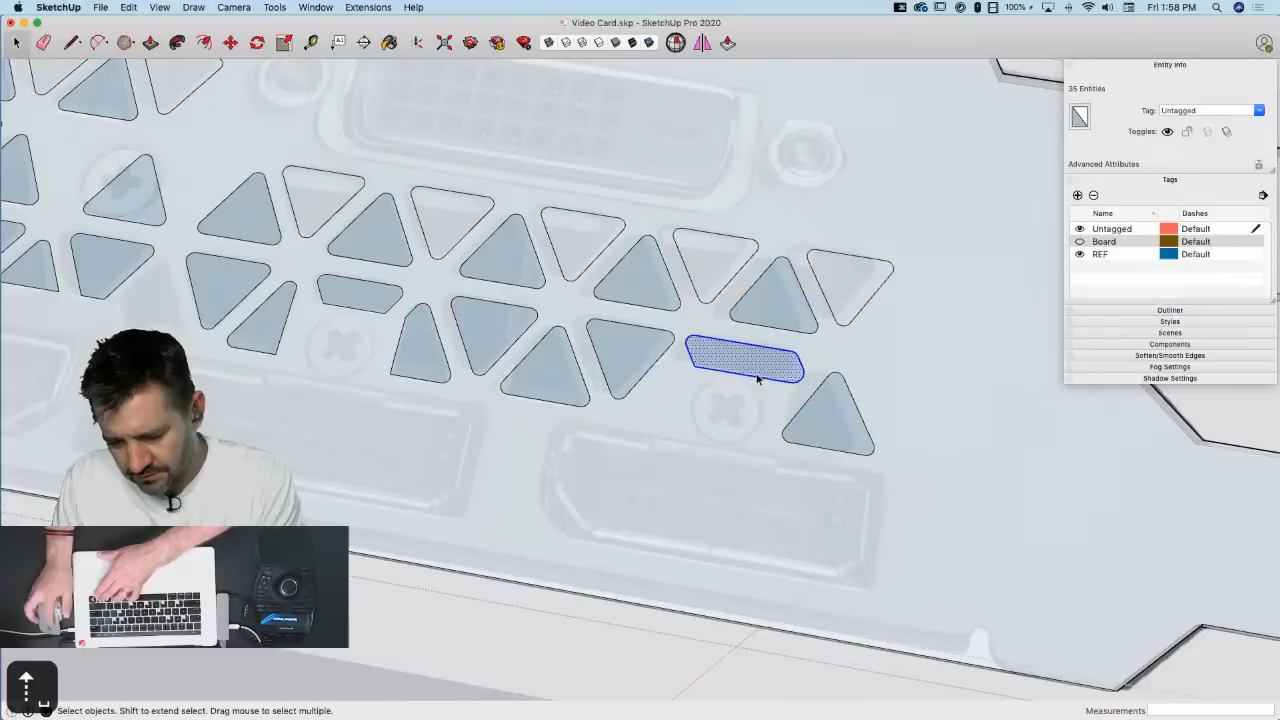 SketchUp File Edit View Draw Camera Tools Window Extensions Help
100% Fri 1:58 PM
Video Card.skp - SketchUp Pro 2020
Entity Info
35 Entities
Tag: Untagged
Toggles:
Advanced Attributes
Tags
Name Dashes
Untagged Default
Board Default
REF Default
Outliner
Styles
Scenes
Components
Soften/Smooth Edges
Fog Settings
Shadow Settings
Select objects. Shift to extend select. Drag mouse to select multiple.
Measurements